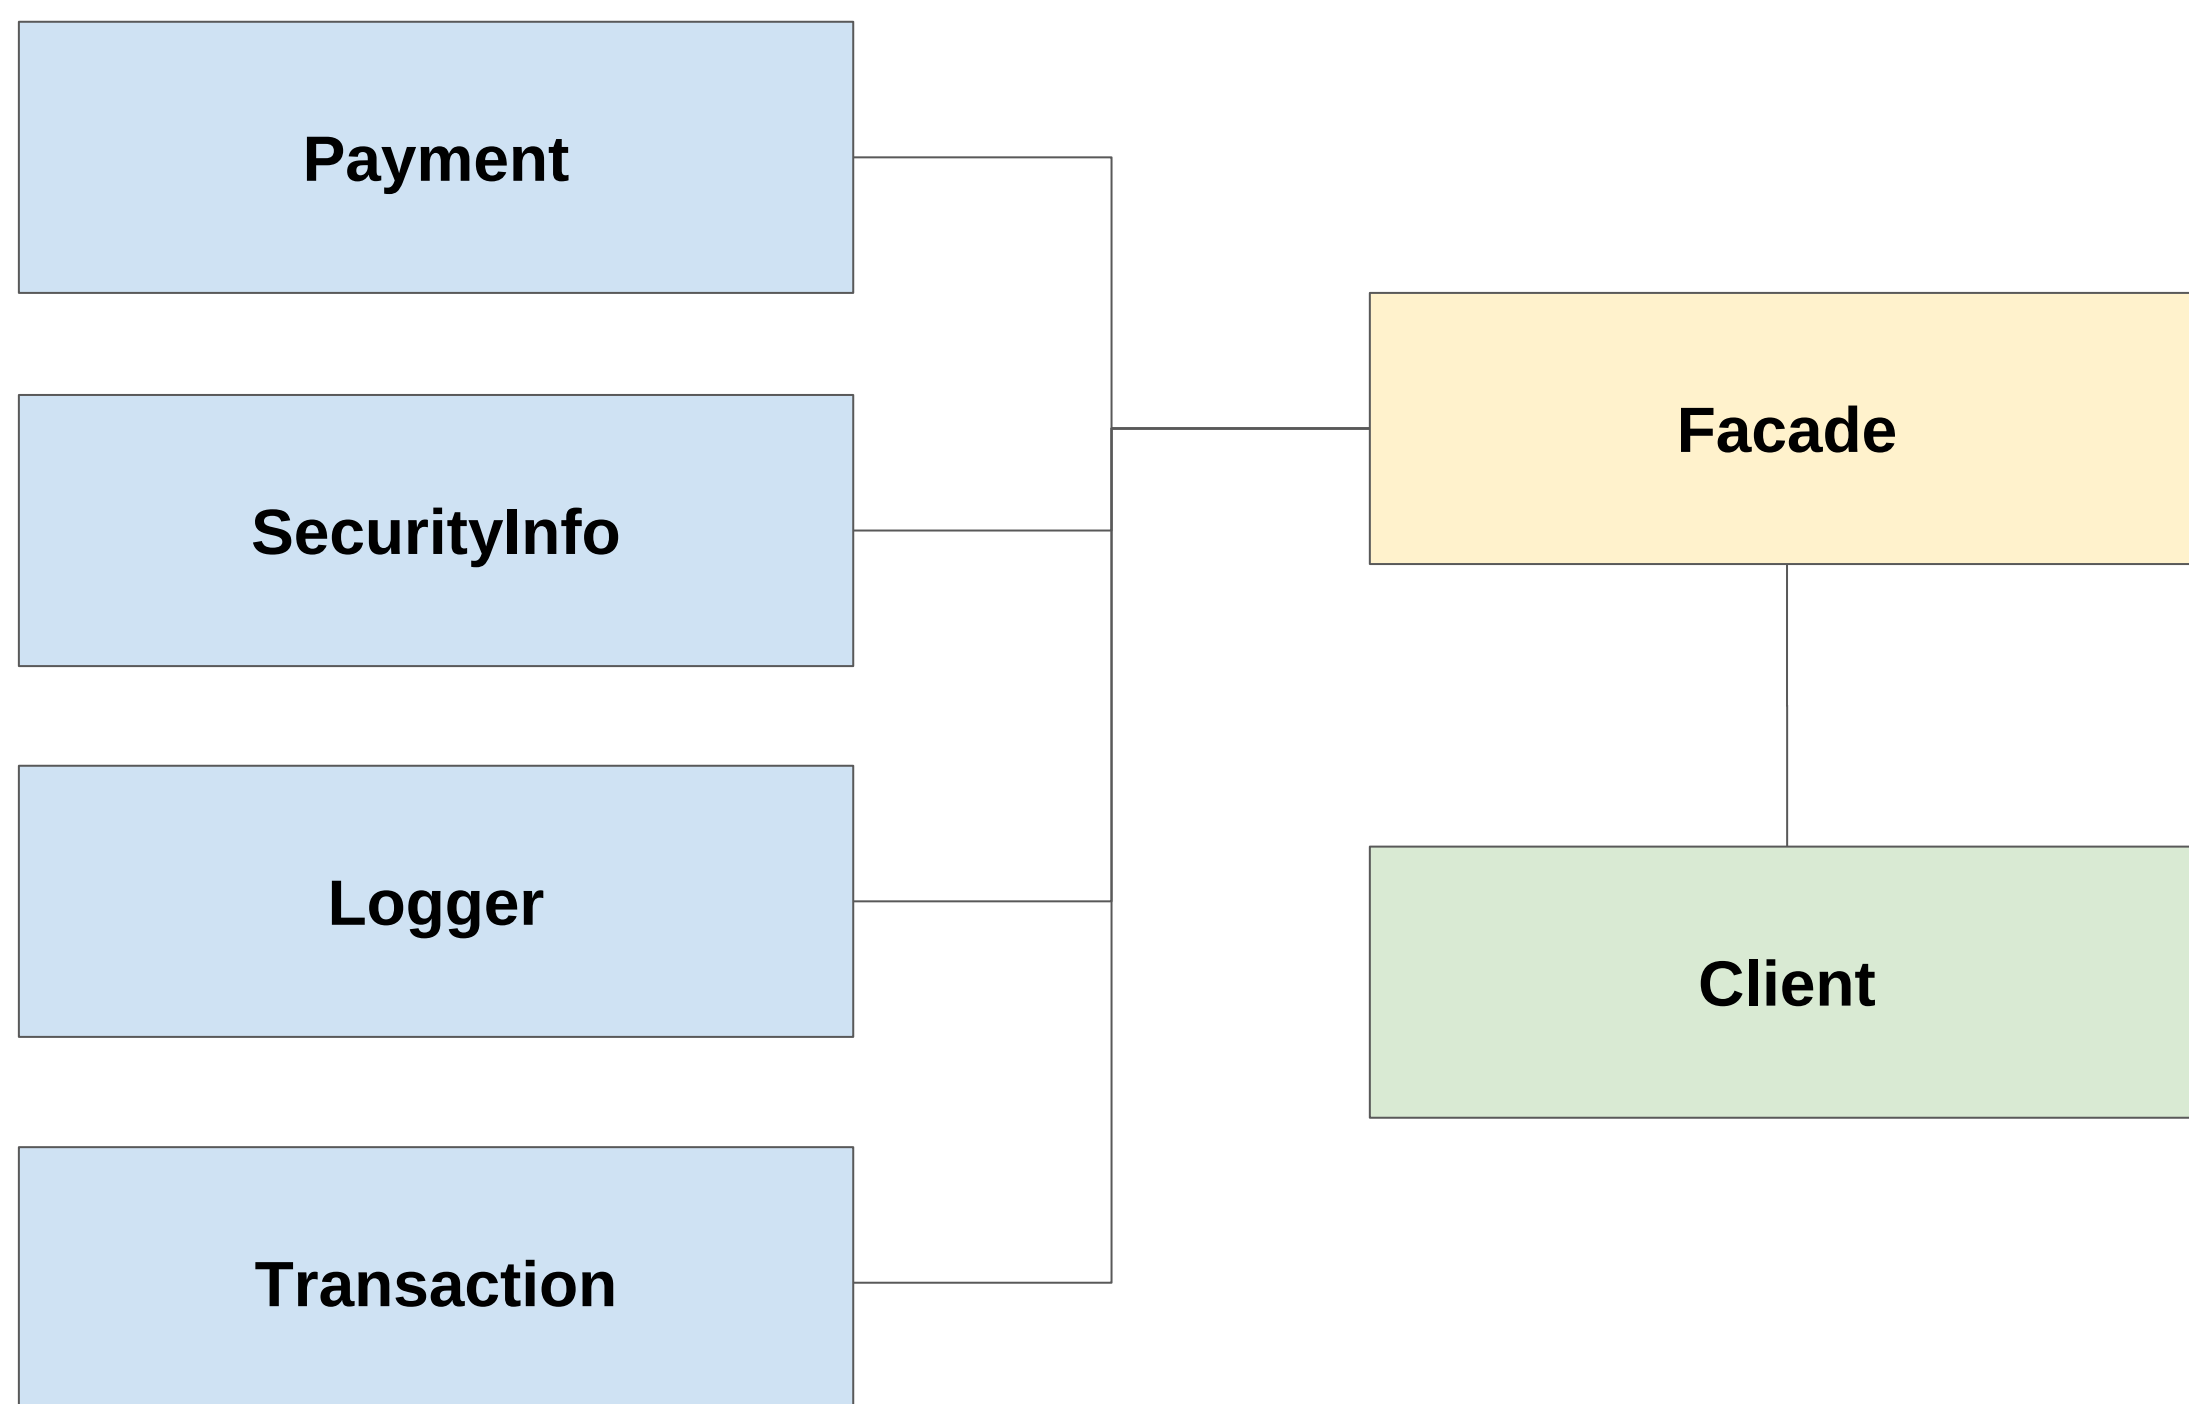 Payment
SecurityInfo
Logger
Transaction
Facade
Client